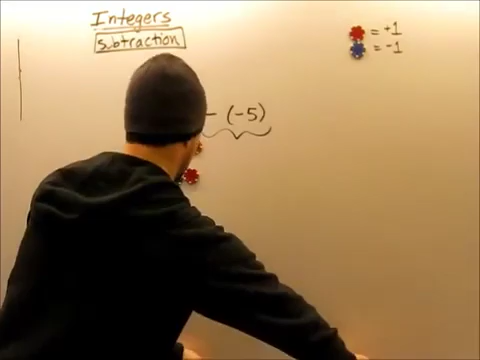 Integers
subtraction
= +1
= -1
- (-5)